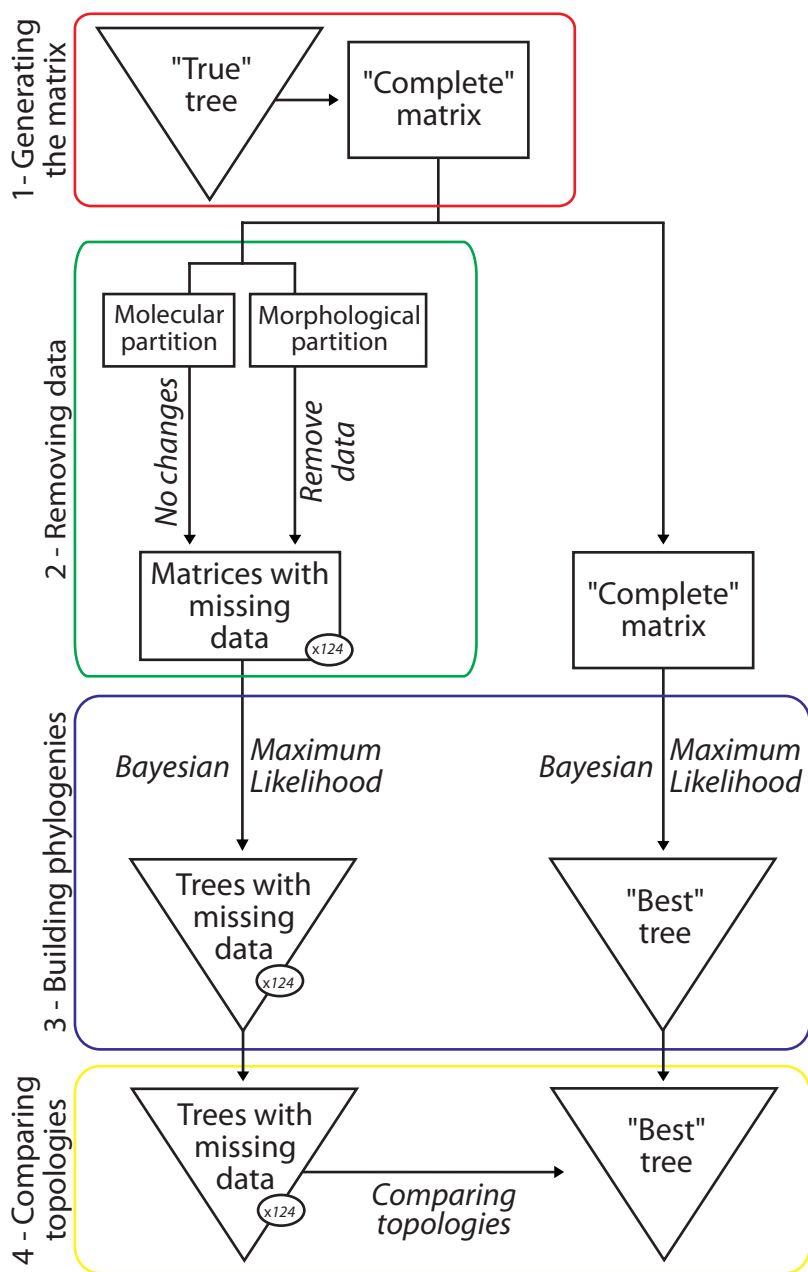 1- Generating
the matrix
"True"
tree
"Complete"
matrix
2 - Removing data
Molecular
partition
Morphological
partition
No changes
Remove
data
Matrices with
missing
data
x124
"Complete"
matrix
3 - Building phylogenies
Bayesian
Maximum
Likelihood
Bayesian
Maximum
Likelihood
Trees with
missing
data
x124
"Best"
tree
4 - Comparing
topologies
Trees with
missing
data
x124
Comparing
topologies
"Best"
tree